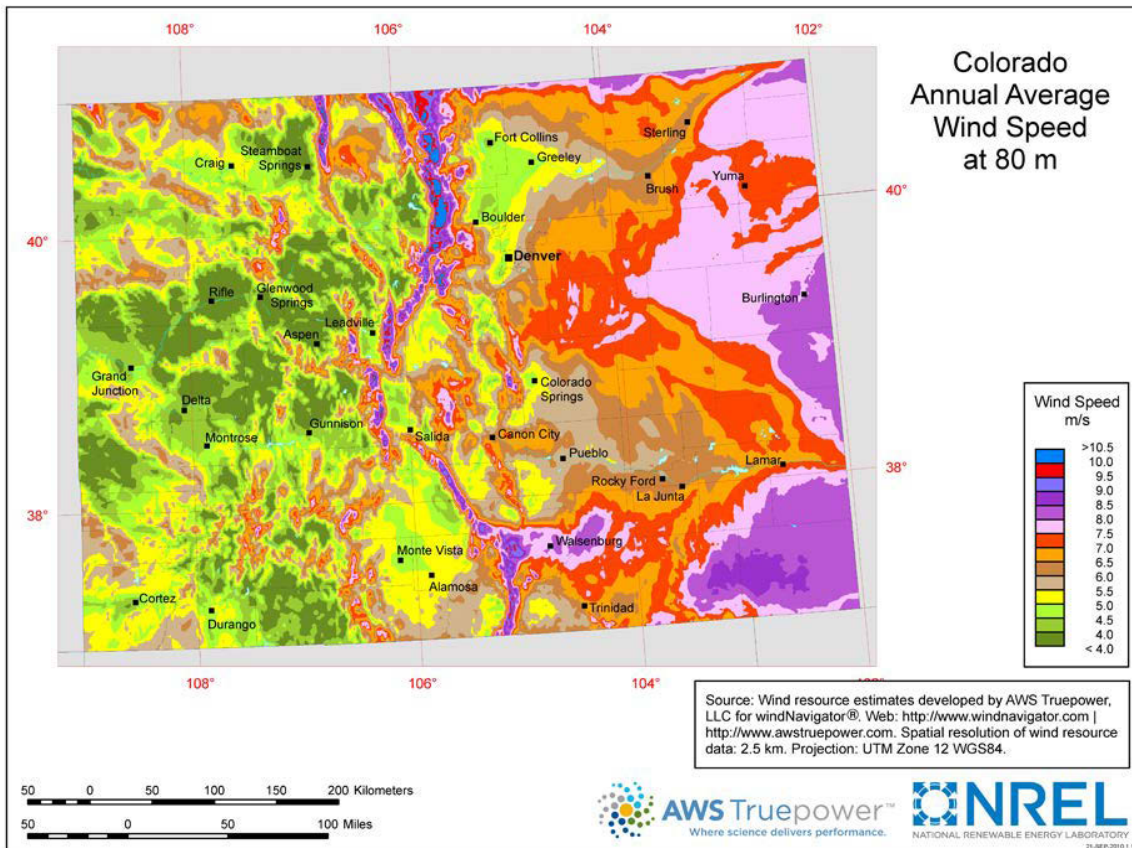 108°
106°
104°
102°
Colorado
Annual Average
Wind Speed
at 80 m
Sterling
Fort Collins
Steamboat
Springs
Craig
Greeley
Brush
Yuma
40°
Boulder
40°
Denver
Rifle
Glenwood
Springs
Burlington
Leadville
Aspen
Grand
Junction
Colorado
Springs
Delta
Gunnison
Salida
Canon City
Montrose
Pueblo
Lamar
38°
Rocky Ford
La Junta
38°
Walsenburg
Monte Vista
Alamosa
Cortez
Trinidad
Durango
108°
106°
104°
Wind Speed
m/s
>10.5
10.0
9.5
9.0
8.5
8.0
7.5
7.0
6.5
6.0
5.5
5.0
4.5
4.0
< 4.0
Source: Wind resource estimates developed by AWS Truepower,
LLC for windNavigator®. Web: http://www.windnavigator.com |
http://www.awstruepower.com. Spatial resolution of wind resource
data: 2.5 km. Projection: UTM Zone 12 WGS84.
50 0 50 100 150 200 Kilometers
50 0 50 100 Miles
AWS Truepower™
Where science delivers performance.
NREL
NATIONAL RENEWABLE ENERGY LABORATORY